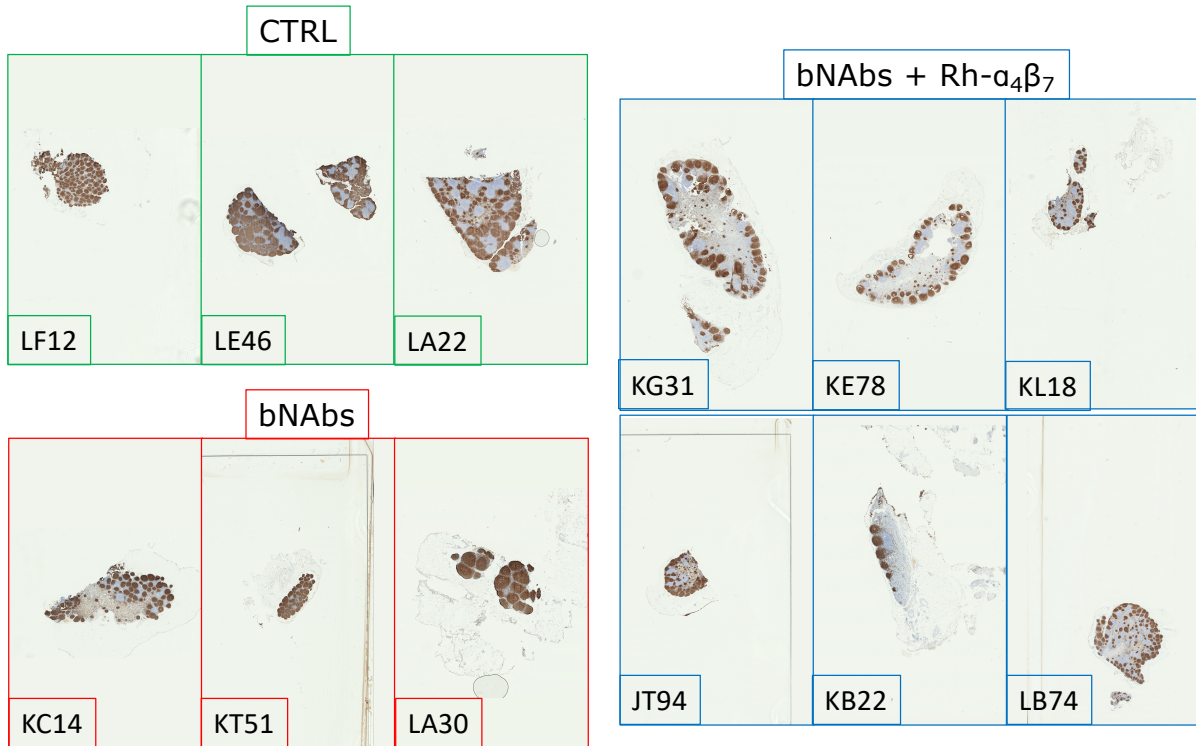 CTRL
LF12
LE46
LA22
bNAbs
KC14
KT51
LA30
bNAbs + Rh-α₄β₇
KG31
KE78
KL18
JT94
KB22
LB74